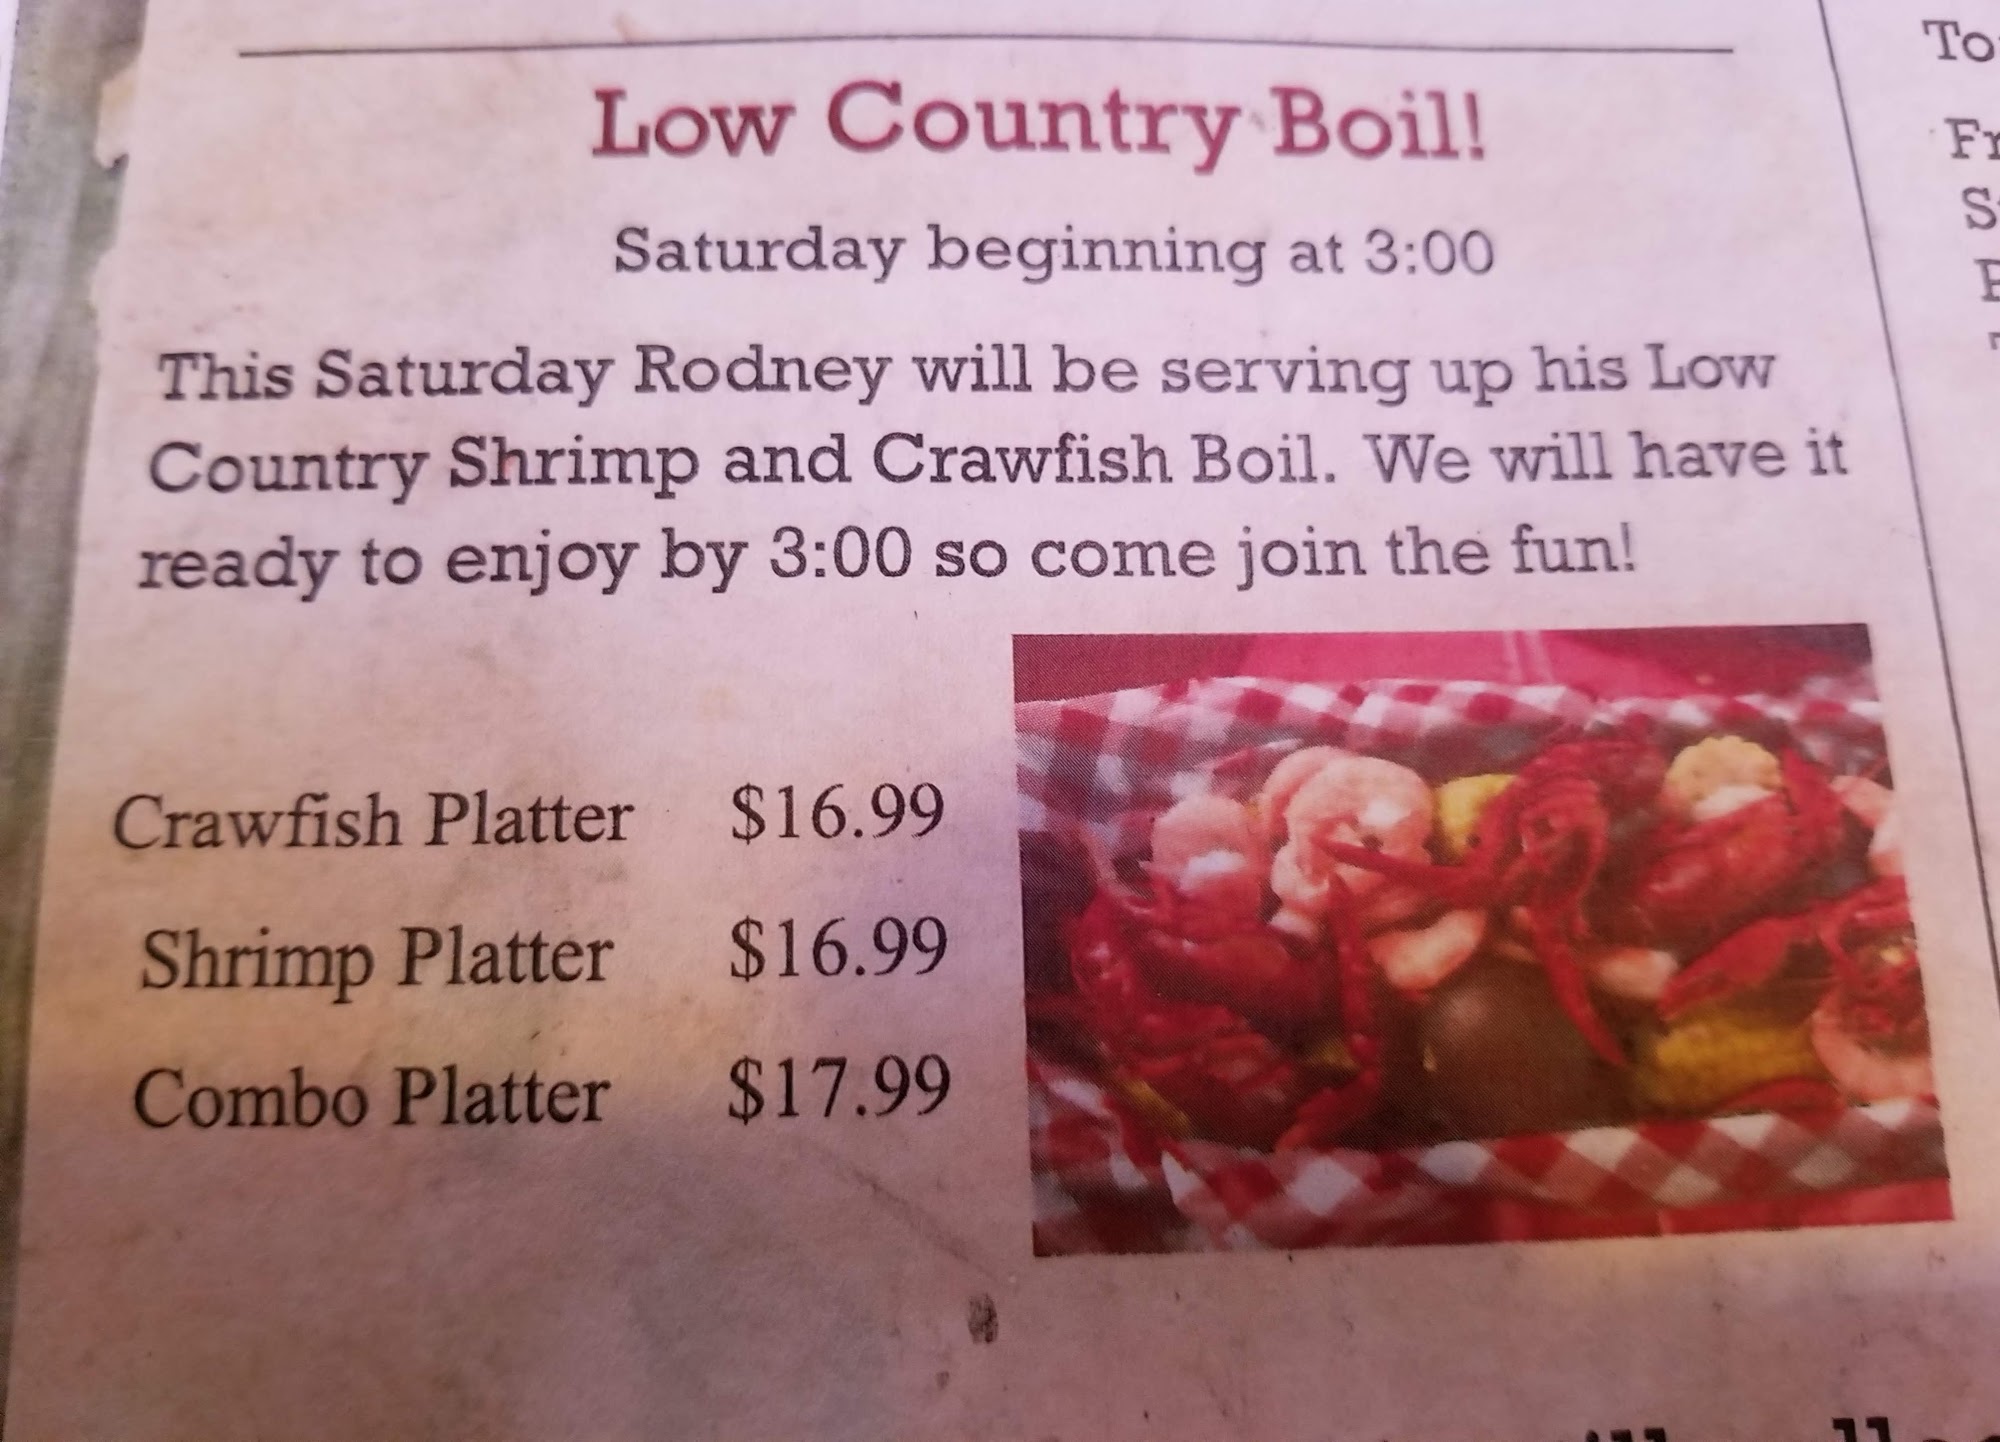 Low Country Boil!
Saturday beginning at 3:00
This Saturday Rodney will be serving up his Low
Country Shrimp and Crawfish Boil. We will have it
ready to enjoy by 3:00 so come join the fun!
Crawfish Platter $16.99
Shrimp Platter $16.99
Combo Platter $17.99